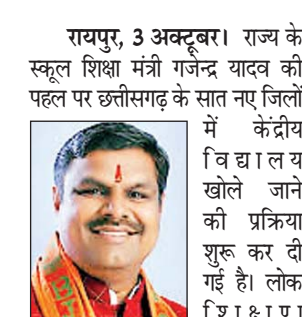 रायपुर, 3 अक्टूबर। राज्य के
स्कूल शिक्षा मंत्री गजेन्द्र यादव की
पहल पर छत्तीसगढ़ के सात नए जिलों
में केंद्रीय
विद्यालय
खोले जाने
की प्रक्रिया
शुरू कर दी
गई है। लोक